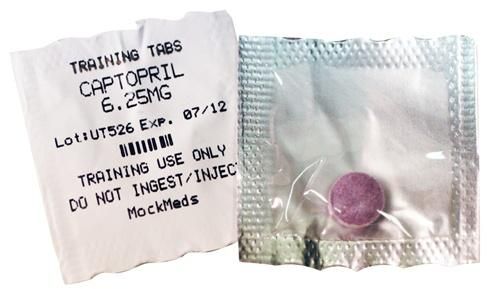 TRAINING TABS
CAPTOPRIL
6.25MG
Lot:UT526 Exp. 07/12
TRAINING USE ONLY
DO NOT INGEST/INJECT
MockMeds